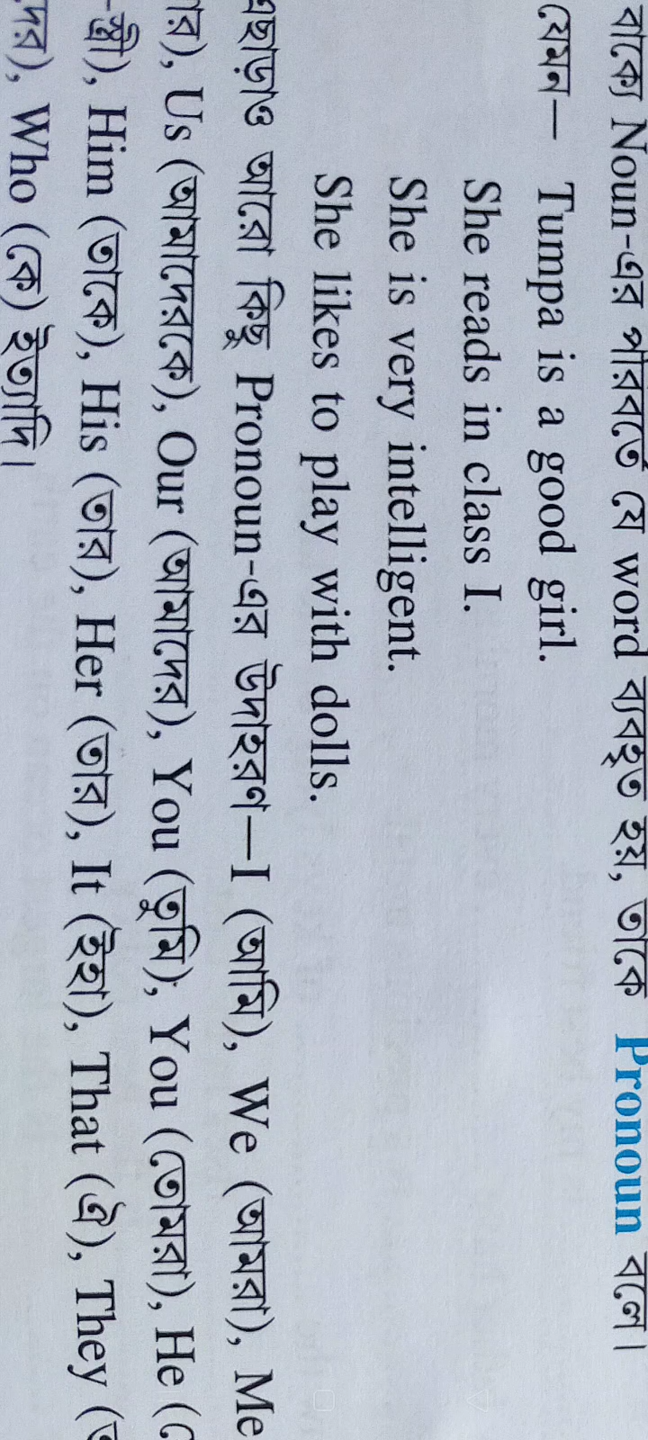 বাক্যে Noun-এর পরিবর্তে যে word ব্যবহৃত হয়, তাকে Pronoun বলে।
যেমন— Tumpa is a good girl.
She reads in class I.
She is very intelligent.
She likes to play with dolls.
এছাড়াও আরো কিছু Pronoun-এর উদাহরণ—I (আমি), We (আমরা), Me
Us (আমাদেরকে), Our (আমাদের), You (তুমি), You (তোমরা), He
-স্ত্রী), Him (তাকে), His (তার), Her (তার), It (ইহা), That (ঐ), They
Who (কে) ইত্যাদি।